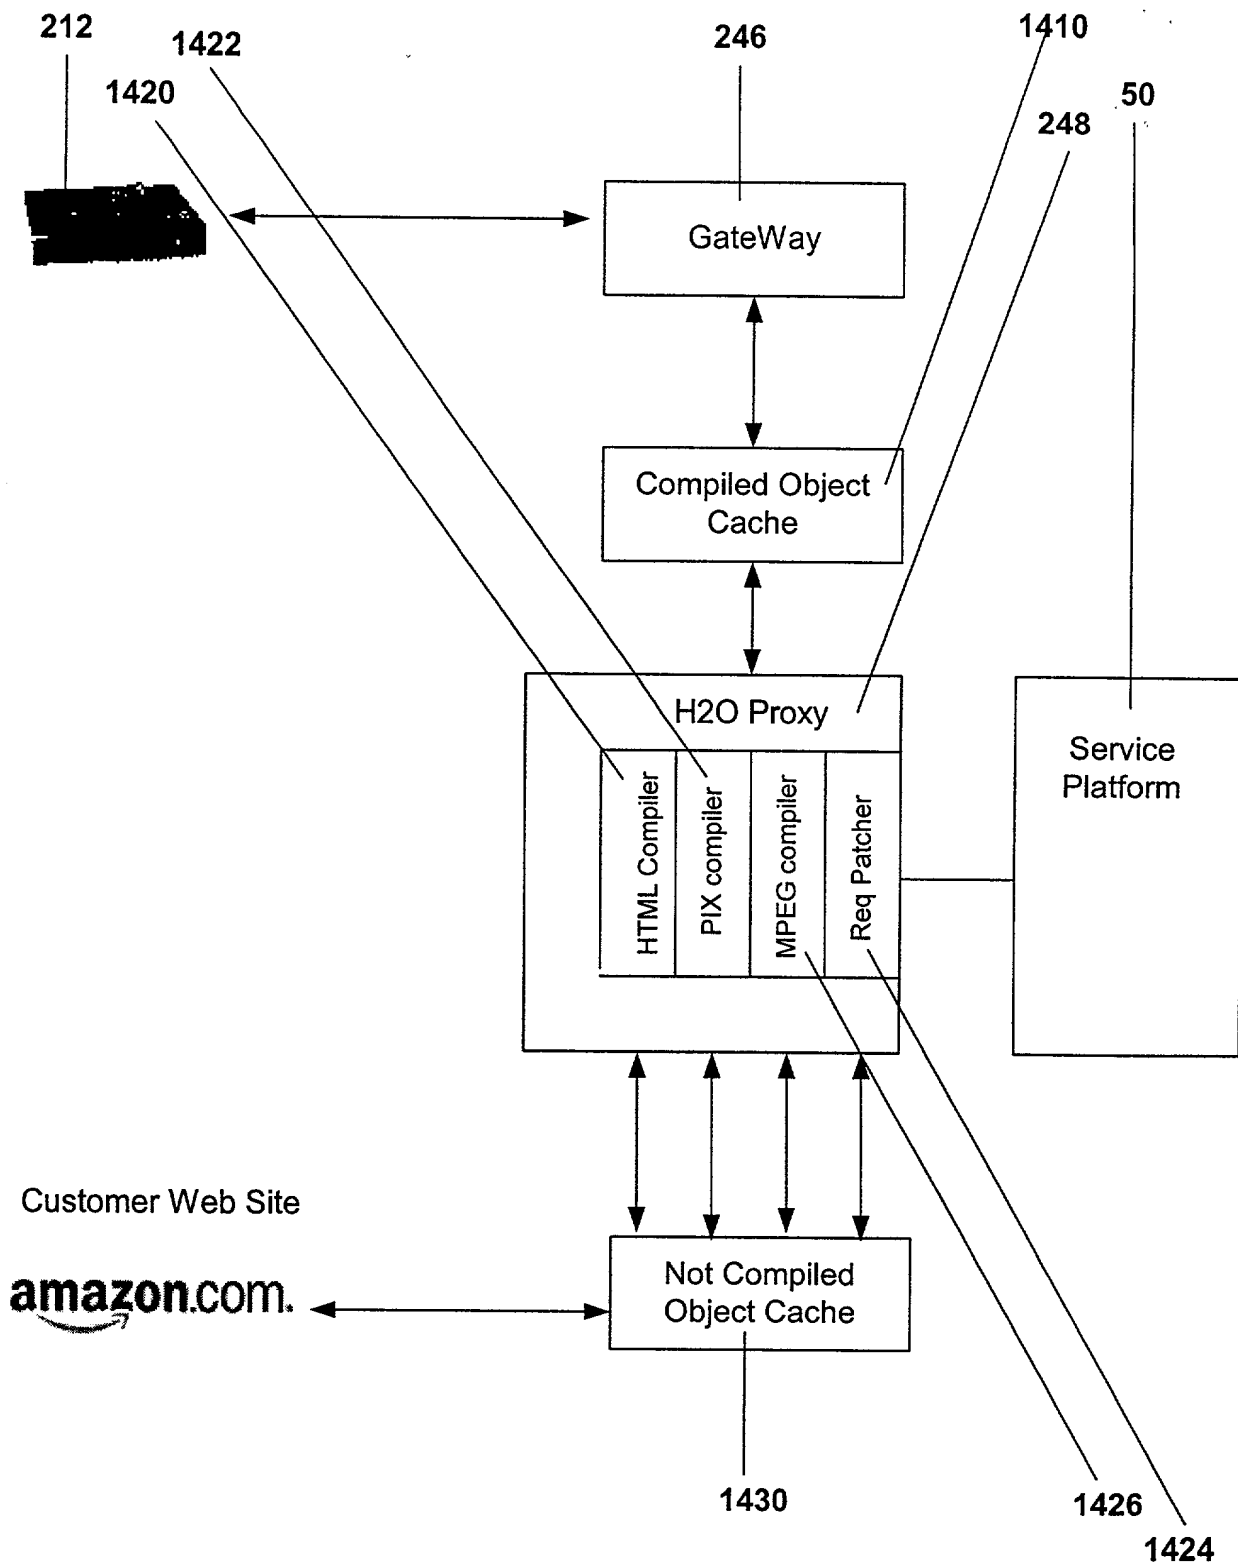 212
1422
246
1410
1420
248
50
GateWay
Compiled Object
Cache
H2O Proxy
HTML Compiler
PIX compiler
MPEG compiler
Req Patcher
Service
Platform
Customer Web Site
amazon.com.
Not Compiled
Object Cache
1430
1426
1424